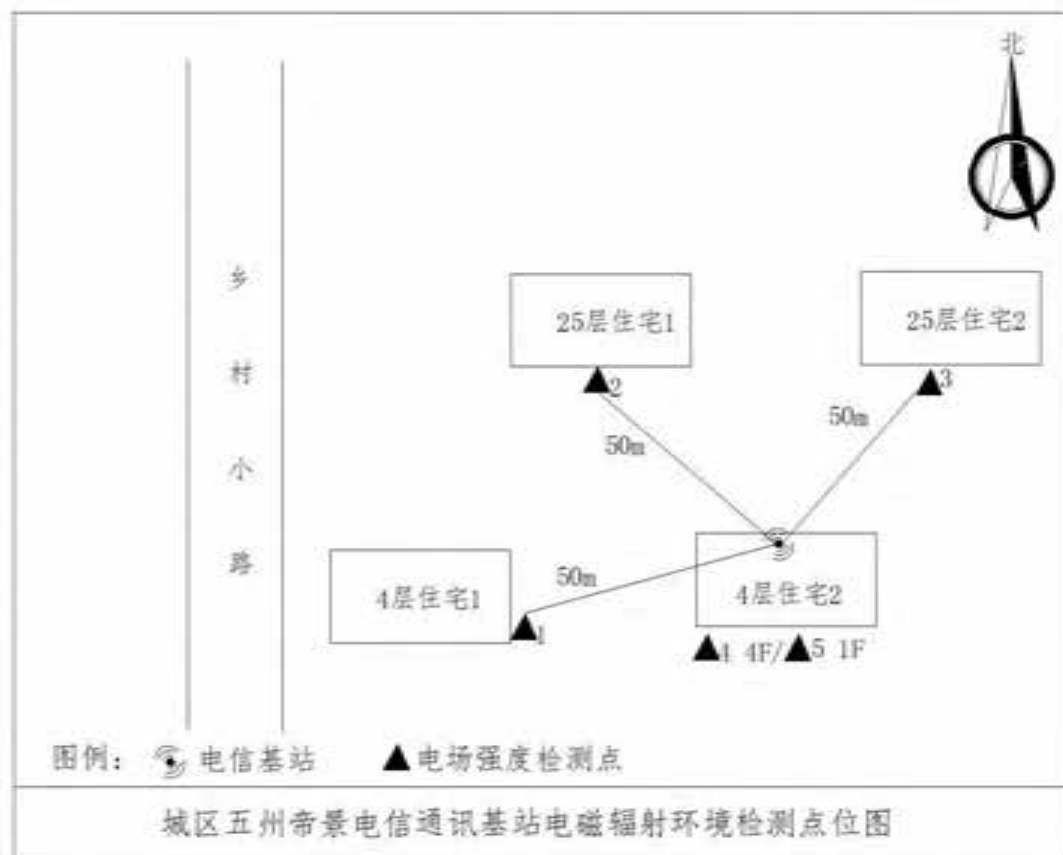 北
乡
村
小
路
25层住宅1
25层住宅2
2
3
50m
50m
50m
4层住宅1
4层住宅2
1
4 4F/ 5 1F
图例： 电信基站 电场强度检测点
城区五州帝景电信通讯基站电磁辐射环境检测点位图